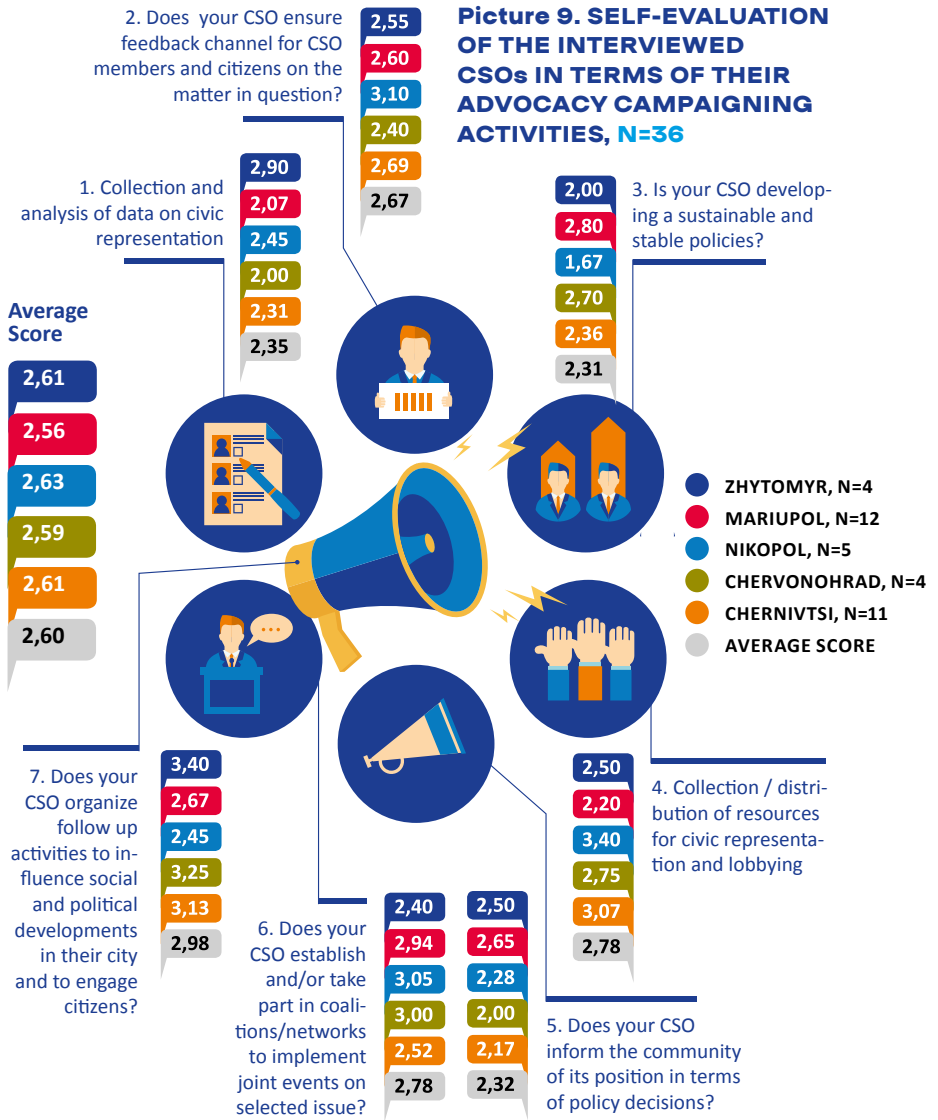 Picture 9. SELF-EVALUATION
OF THE INTERVIEWED
CSOs IN TERMS OF THEIR
ADVOCACY CAMPAIGNING
ACTIVITIES, N=36
2. Does your CSO ensure
feedback channel for CSO
members and citizens on the
matter in question?
2,55
2,60
3,10
2,40
2,69
2,67
1. Collection and
analysis of data on civic
representation
2,90
2,07
2,45
2,00
2,31
2,35
3. Is your CSO develop-
ing a sustainable and
stable policies?
2,00
2,80
1,67
2,70
2,36
2,31
Average
Score
2,61
2,56
2,63
2,59
2,61
2,60
ZHYTOMYR, N=4
MARIUPOL, N=12
NIKOPOL, N=5
CHERVONOHRAD, N=4
CHERNIVTSI, N=11
AVERAGE SCORE
7. Does your
CSO organize
follow up
activities to in-
fluence social
and political
developments
in their city
and to engage
citizens?
3,40
2,67
2,45
3,25
3,13
2,98
6. Does your
CSO establish
and/or take
part in coali-
tions/networks
to implement
joint events on
selected issue?
2,40
2,94
3,05
3,00
2,52
2,78
2,50
2,65
2,28
2,00
2,17
2,32
5. Does your CSO
inform the community
of its position in terms
of policy decisions?
2,50
2,20
3,40
2,75
3,07
2,78
4. Collection / distri-
bution of resources
for civic representa-
tion and lobbying